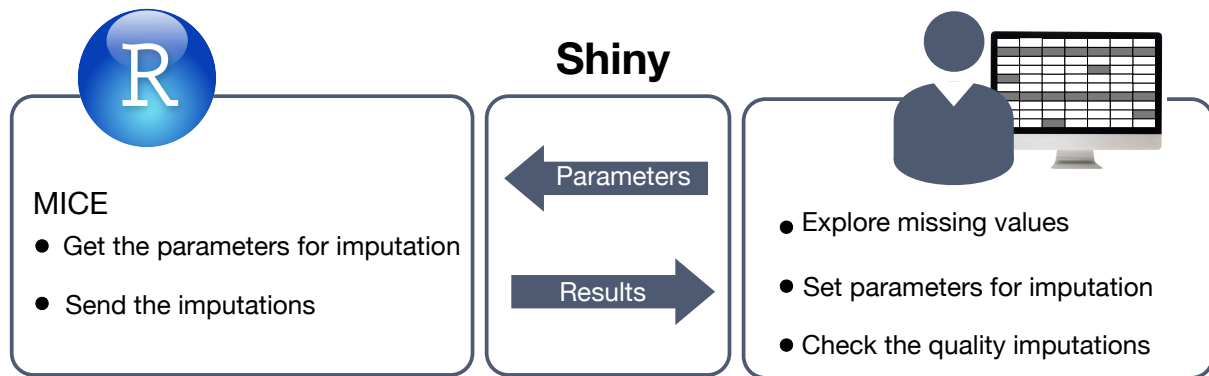 R
MICE
Get the parameters for imputation
Send the imputations
Shiny
Parameters
Results
Explore missing values
Set parameters for imputation
Check the quality imputations